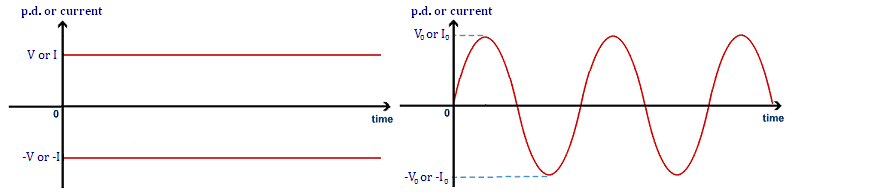 p.d. or current
V or I
0
time
-V or -I
p.d. or current
V₀ or I₀
0
time
-V₀ or -I₀